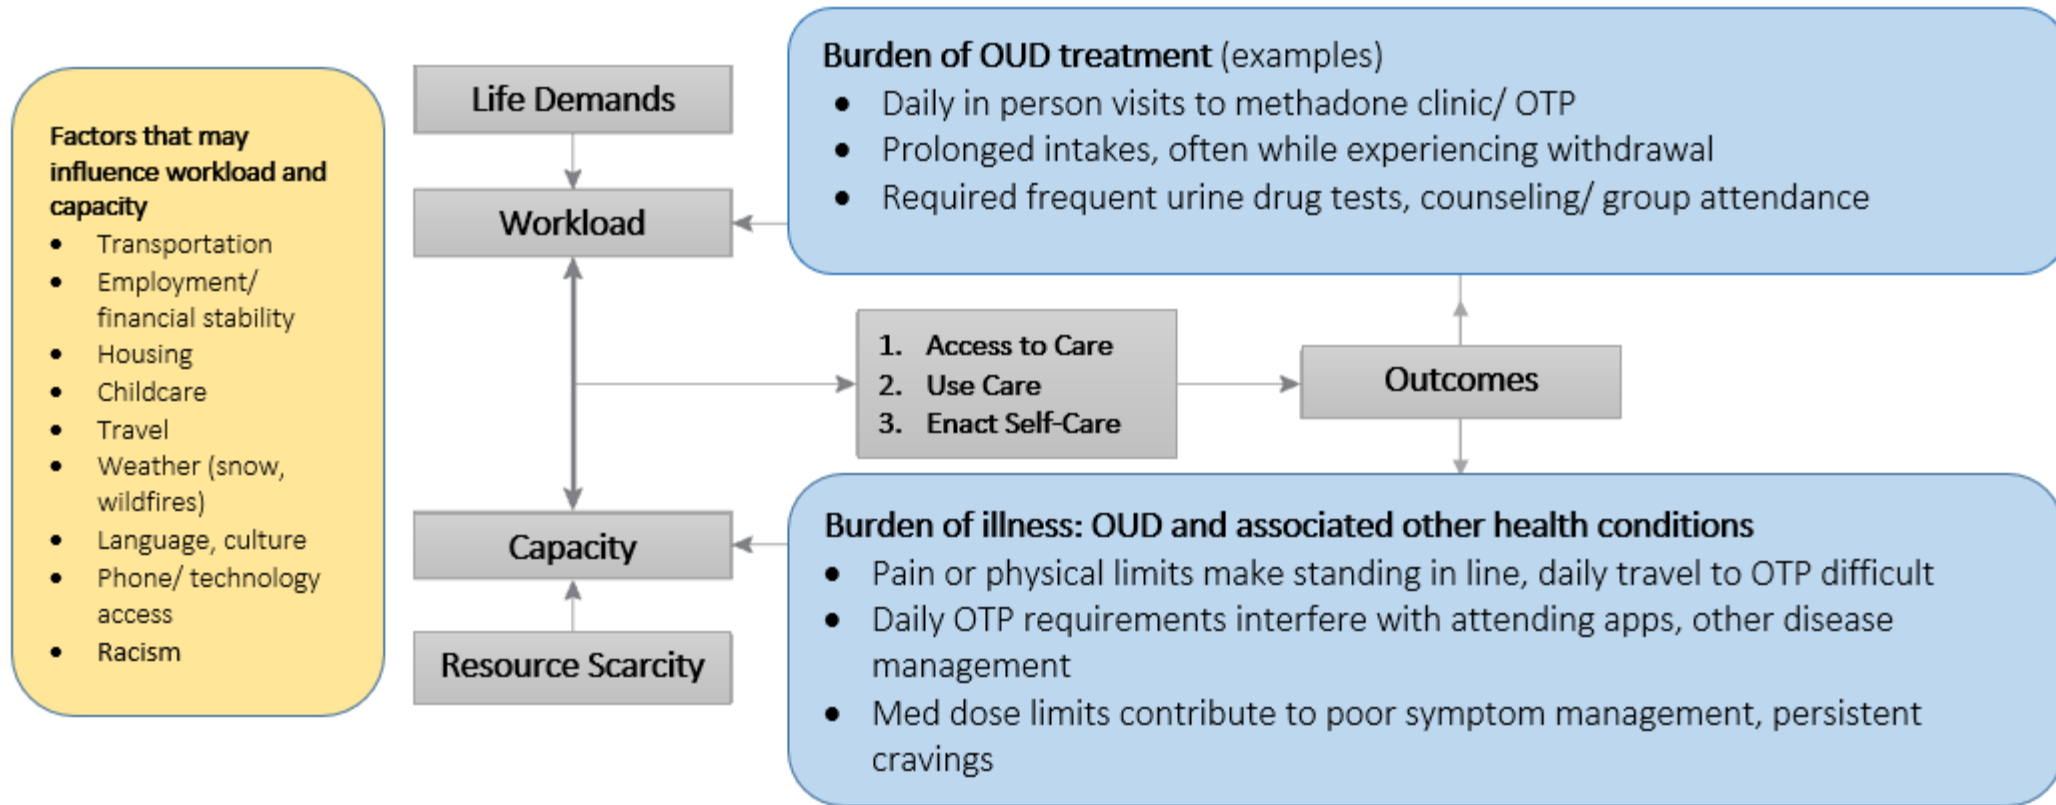 Factors that may
influence workload and
capacity
• Transportation
• Employment/
financial stability
• Housing
• Childcare
• Travel
• Weather (snow,
wildfires)
• Language, culture
• Phone/ technology
access
• Racism
Life Demands
Workload
Capacity
Resource Scarcity
1. Access to Care
2. Use Care
3. Enact Self-Care
Outcomes
Burden of OUD treatment (examples)
• Daily in person visits to methadone clinic/ OTP
• Prolonged intakes, often while experiencing withdrawal
• Required frequent urine drug tests, counseling/ group attendance
Burden of illness: OUD and associated other health conditions
• Pain or physical limits make standing in line, daily travel to OTP difficult
• Daily OTP requirements interfere with attending apps, other disease
management
• Med dose limits contribute to poor symptom management, persistent
cravings